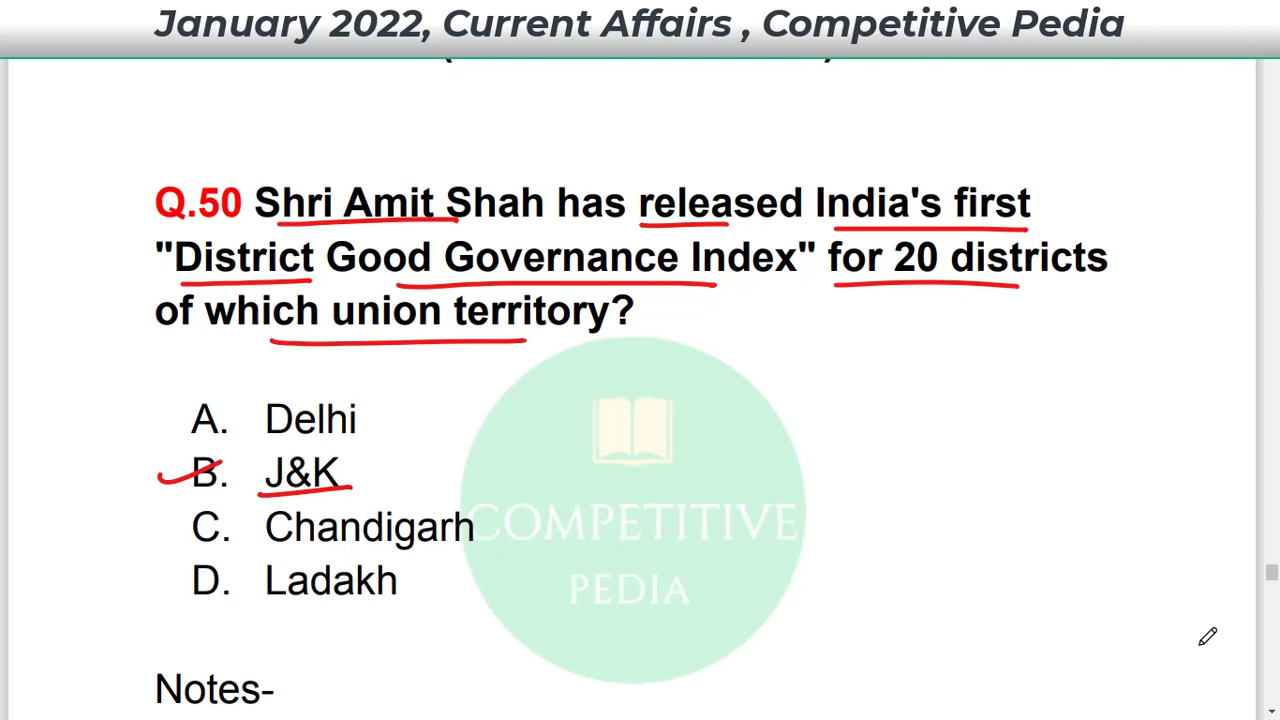 January 2022, Current Affairs , Competitive Pedia
Q.50 Shri Amit Shah has released India's first
"District Good Governance Index" for 20 districts
of which union territory?
A. Delhi
B. J&K
C. Chandigarh
D. Ladakh
COMPETITIVE
PEDIA
Notes-